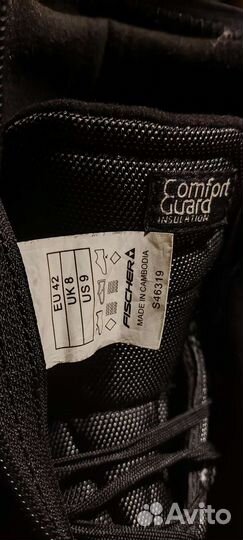 Comfort
Guard
INSULATION
EU 42
UK 8
US 9
FISCHER
MADE IN CAMBODIA
S46319
Avito